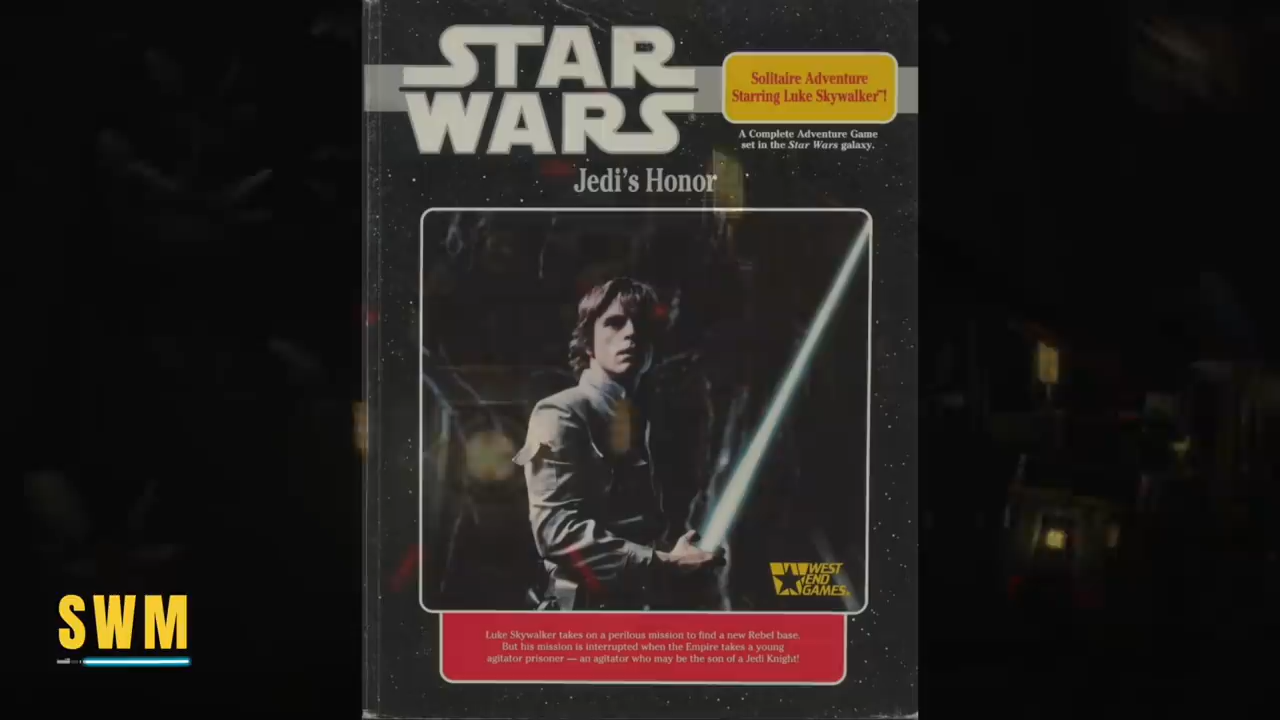 STAR
WARS®
Solitaire Adventure
Starring Luke Skywalker™!
A Complete Adventure Game
set in the Star Wars galaxy.
Jedi's Honor
WEST
END
GAMES®
SWM
Luke Skywalker takes on a perilous mission to find a new Rebel base.
But his mission is interrupted when the Empire takes a young
agitator prisoner — an agitator who may be the son of a Jedi Knight!